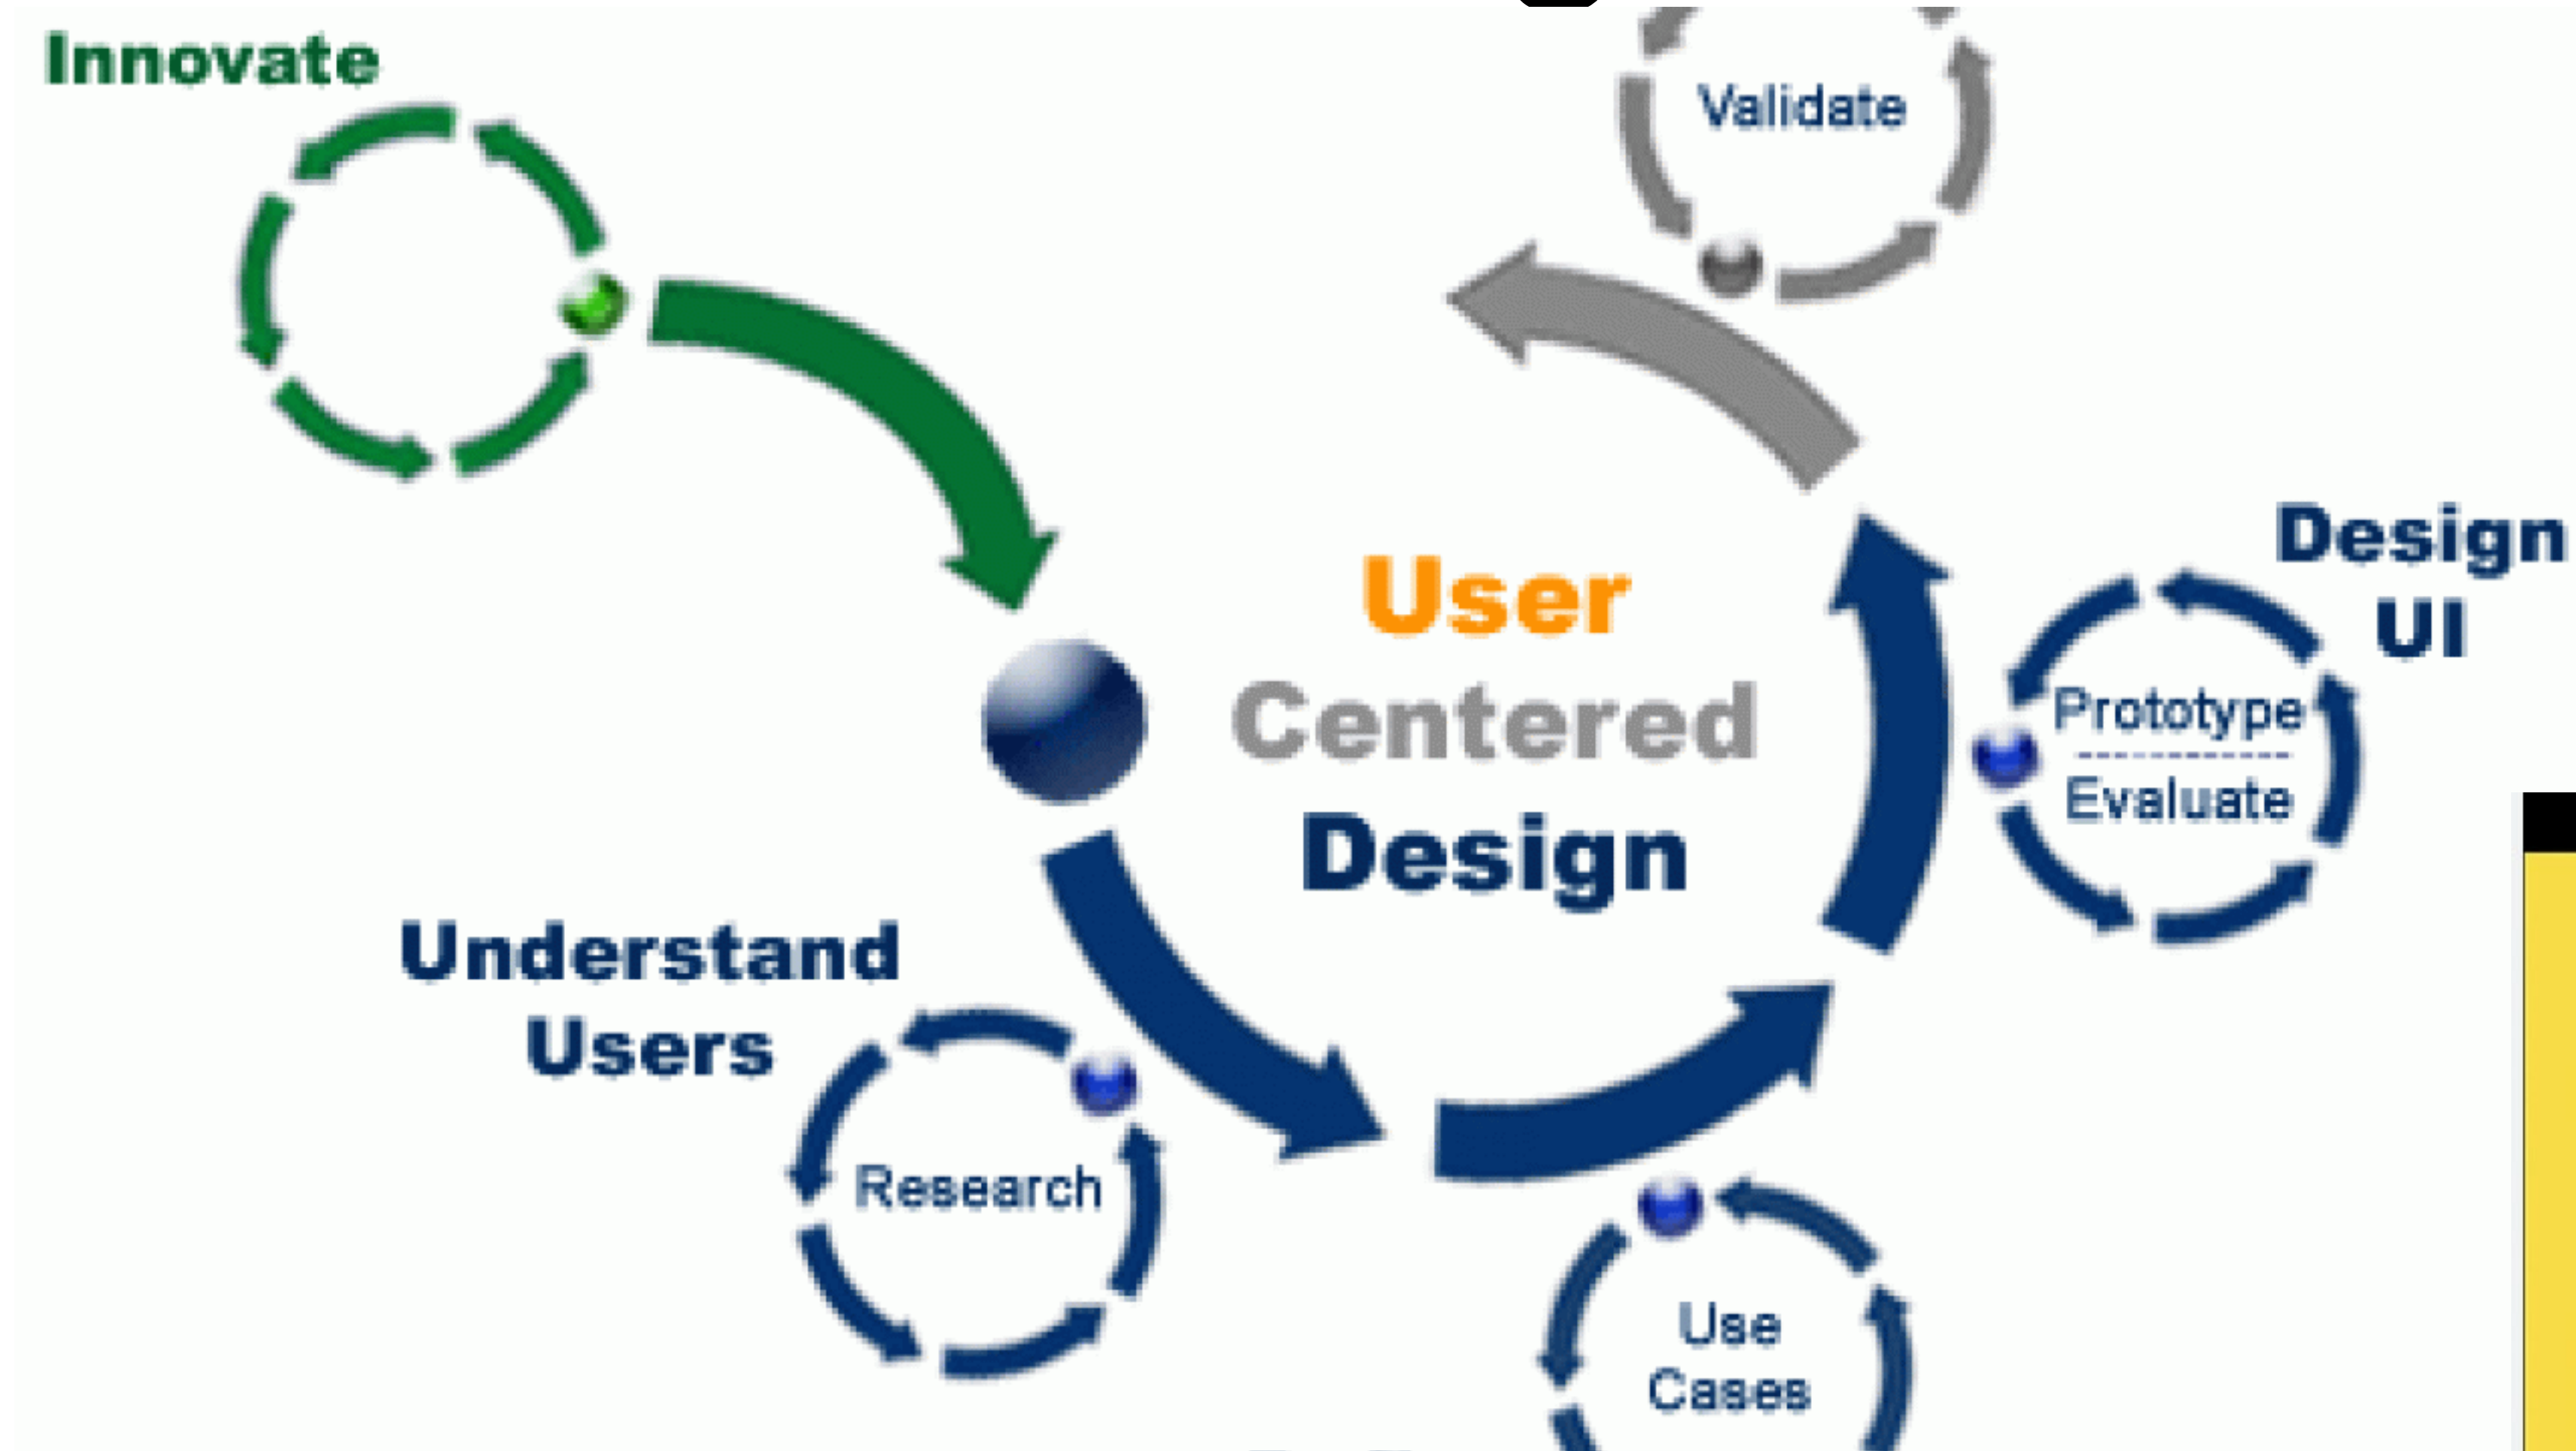 Innovate
Validate
Design
UI
User
Centered
Design
Prototype
Evaluate
Understand
Users
Research
Use
Cases